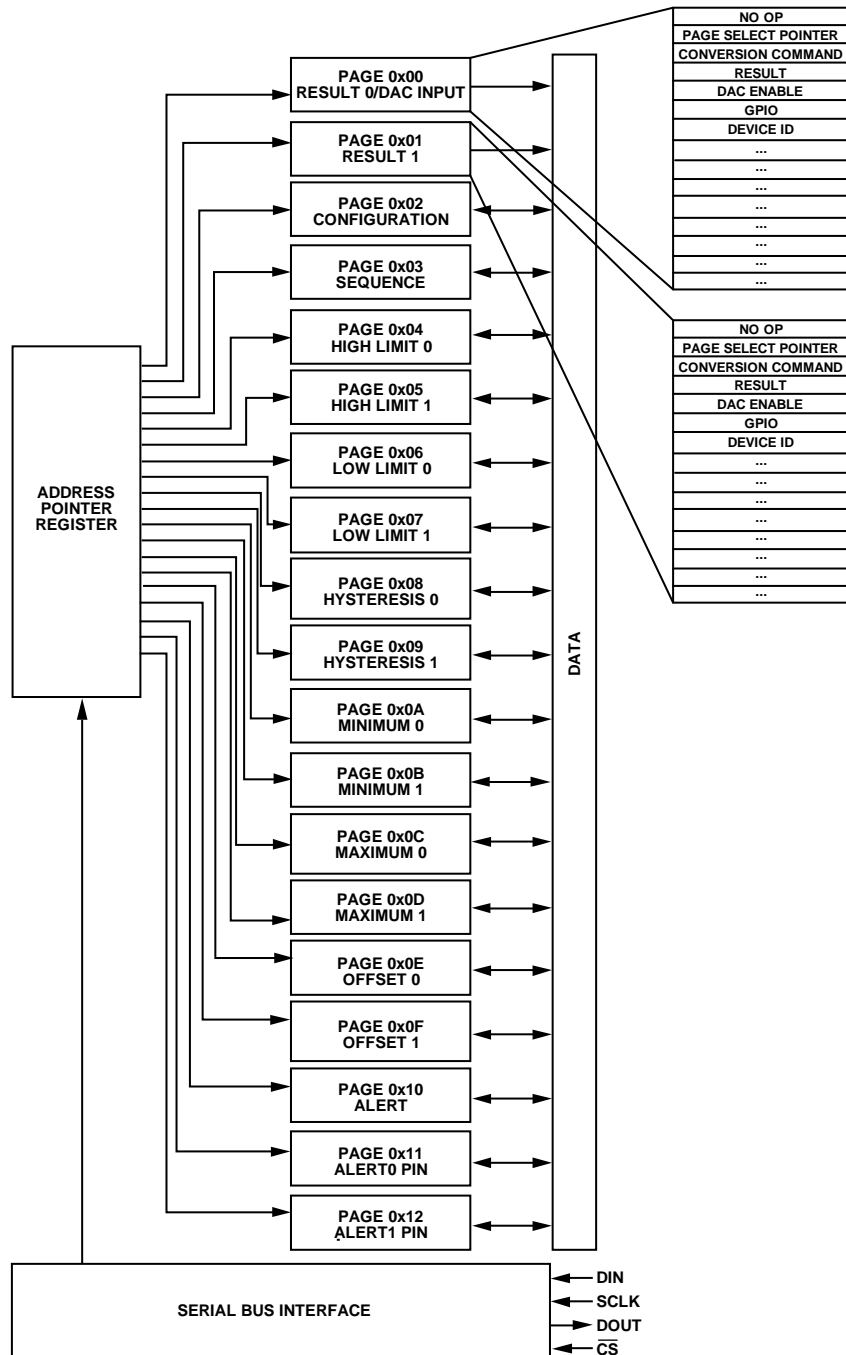 NO OP
PAGE SELECT POINTER
CONVERSION COMMAND
RESULT
DAC ENABLE
GPIO
DEVICE ID
...
...
...
...
...
...
...
...
PAGE 0x00
RESULT 0/DAC INPUT
PAGE 0x01
RESULT 1
PAGE 0x02
CONFIGURATION
PAGE 0x03
SEQUENCE
PAGE 0x04
HIGH LIMIT 0
PAGE 0x05
HIGH LIMIT 1
PAGE 0x06
LOW LIMIT 0
PAGE 0x07
LOW LIMIT 1
PAGE 0x08
HYSTERESIS 0
PAGE 0x09
HYSTERESIS 1
PAGE 0x0A
MINIMUM 0
PAGE 0x0B
MINIMUM 1
PAGE 0x0C
MAXIMUM 0
PAGE 0x0D
MAXIMUM 1
PAGE 0x0E
OFFSET 0
PAGE 0x0F
OFFSET 1
PAGE 0x10
ALERT
PAGE 0x11
ALERT0 PIN
PAGE 0x12
ALERT1 PIN
ADDRESS
POINTER
REGISTER
DATA
NO OP
PAGE SELECT POINTER
CONVERSION COMMAND
RESULT
DAC ENABLE
GPIO
DEVICE ID
...
...
...
...
...
...
...
...
SERIAL BUS INTERFACE
DIN
SCLK
DOUT
CS